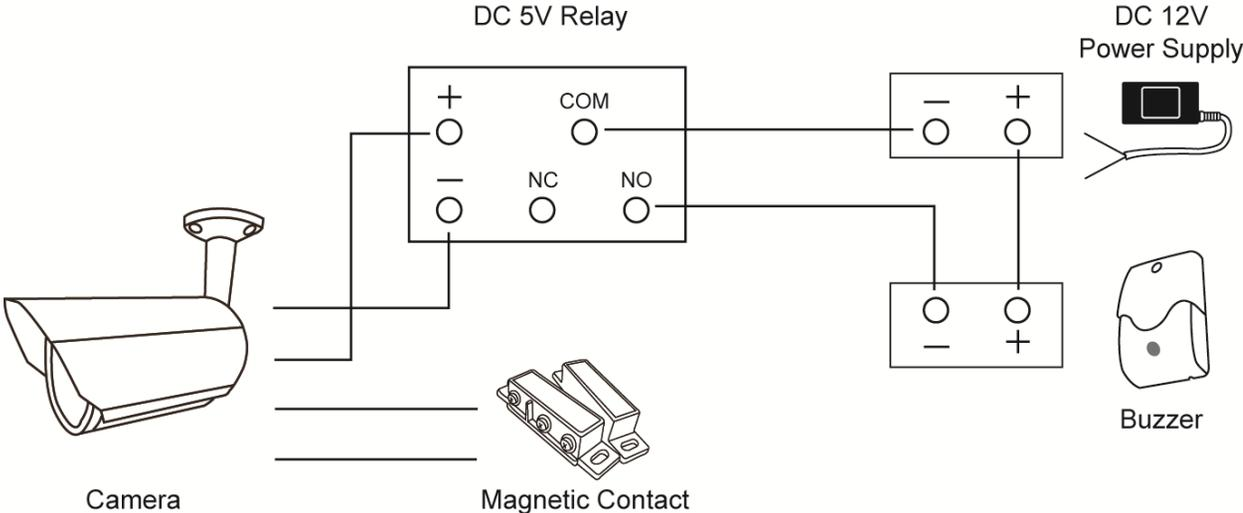 DC 5V Relay
DC 12V
Power Supply
+
COM
—
+
—
NC
NO
—
+
Buzzer
Camera
Magnetic Contact